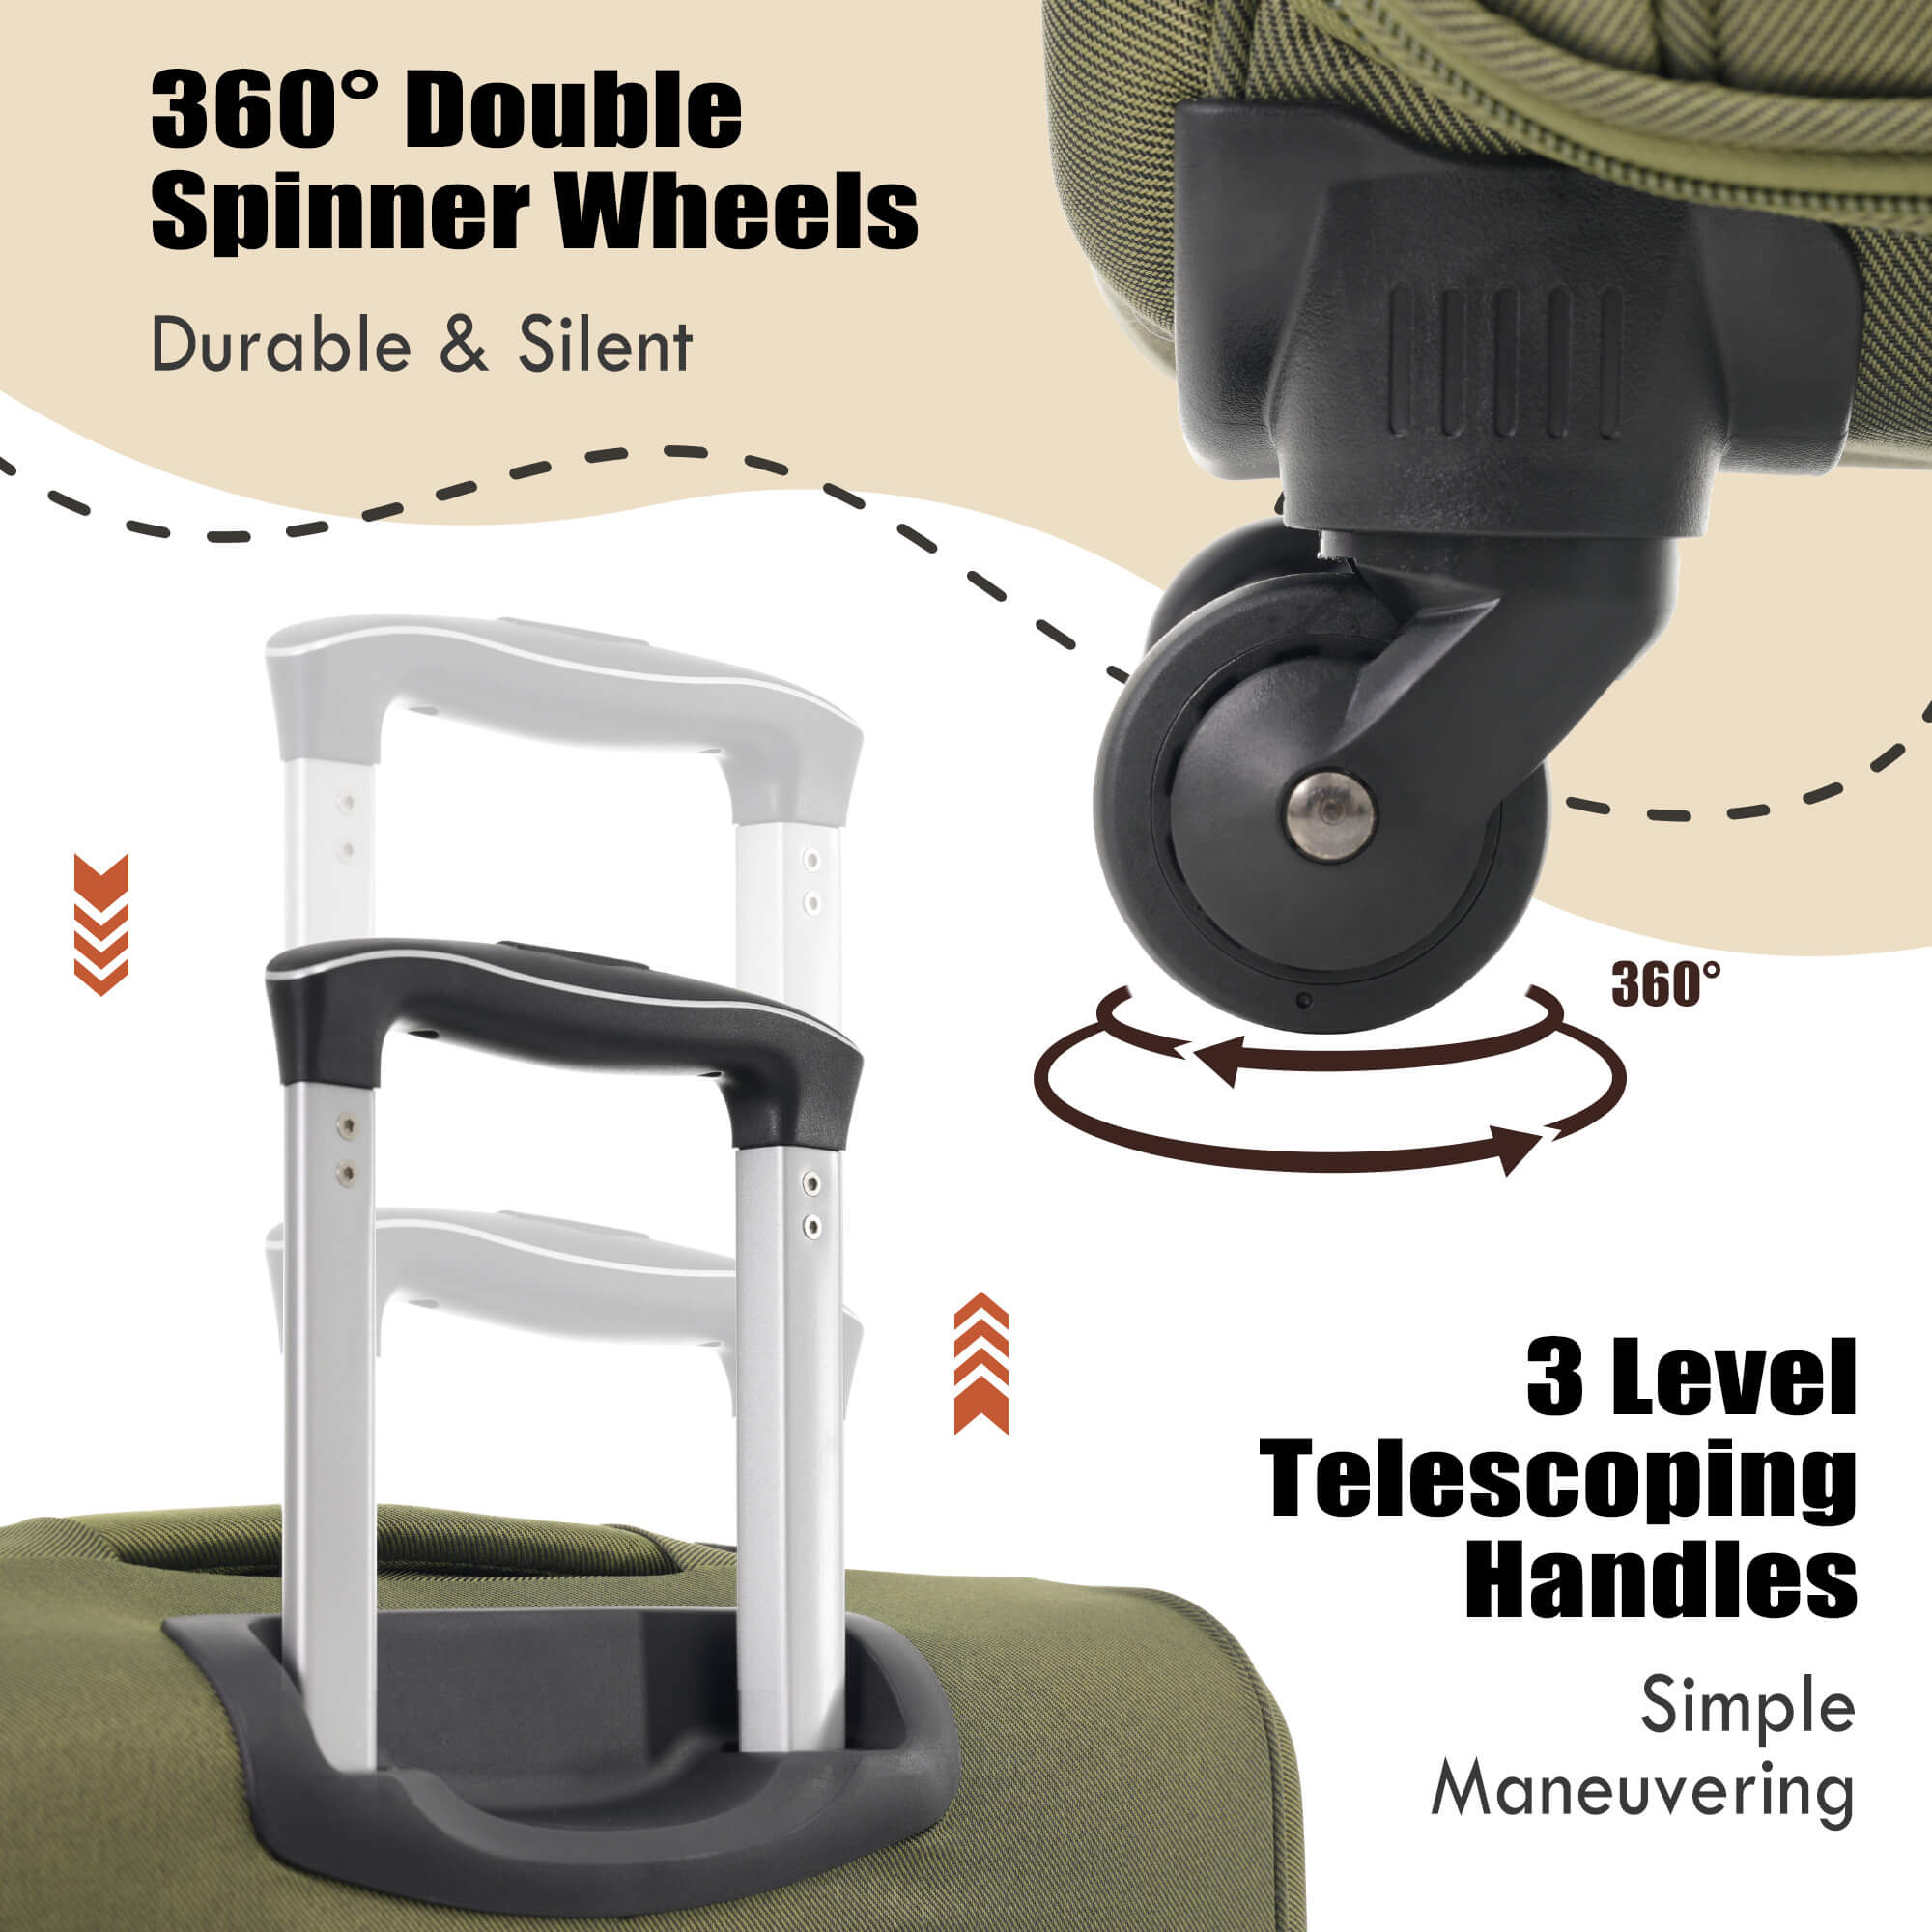 360° Double
Spinner Wheels
Durable & Silent
360°
3 Level
Telescoping
Handles
Simple
Maneuvering